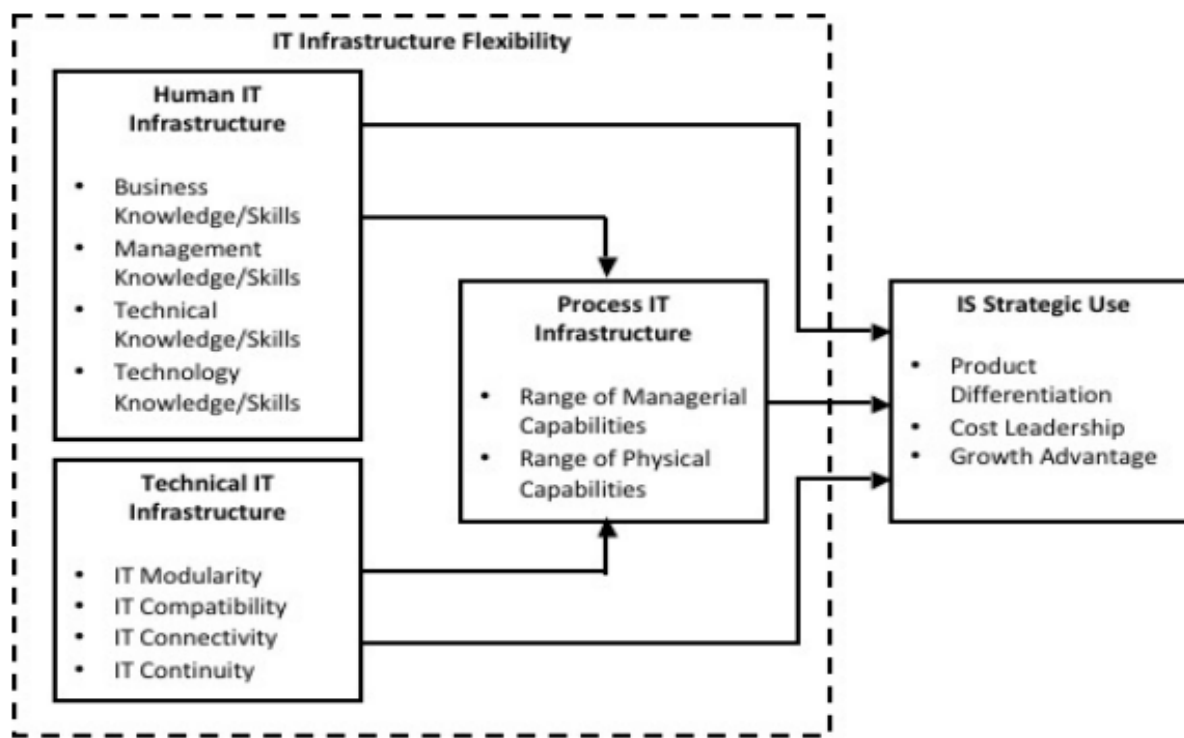 IT Infrastructure Flexibility
Human IT
Infrastructure
• Business
Knowledge/Skills
• Management
Knowledge/Skills
• Technical
Knowledge/Skills
• Technology
Knowledge/Skills
Technical IT
Infrastructure
• IT Modularity
• IT Compatibility
• IT Connectivity
• IT Continuity
Process IT
Infrastructure
• Range of Managerial
Capabilities
• Range of Physical
Capabilities
IS Strategic Use
• Product
Differentiation
• Cost Leadership
• Growth Advantage